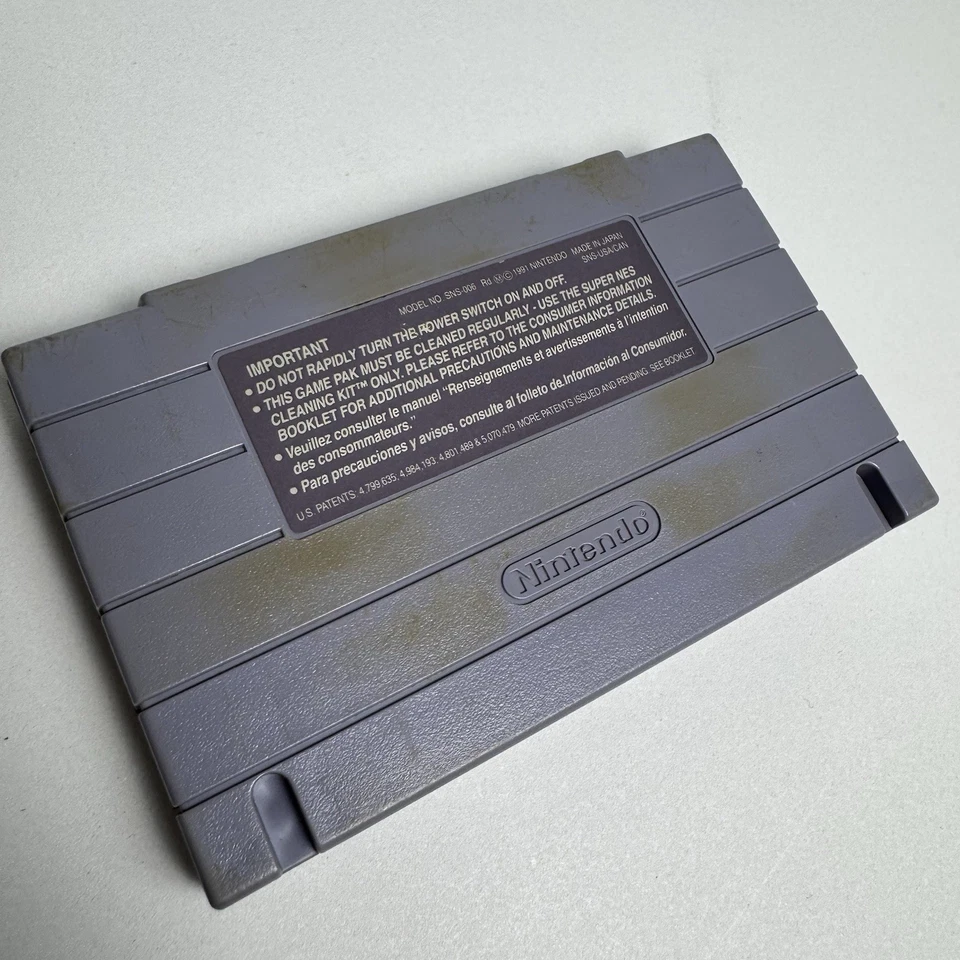 MODEL NO. SNS-006 Rd Ⓜ©1991 NINTENDO MADE IN JAPAN
SNS-USA/CAN
IMPORTANT
• DO NOT RAPIDLY TURN THE POWER SWITCH ON AND OFF.
• THIS GAME PAK MUST BE CLEANED REGULARLY - USE THE SUPER NES
CLEANING KIT™ ONLY. PLEASE REFER TO THE CONSUMER INFORMATION
BOOKLET FOR ADDITIONAL PRECAUTIONS AND MAINTENANCE DETAILS.
• Veuillez consulter le manuel "Renseignements et avertissements à l'intention
des consommateurs."
• Para precauciones y avisos, consulte al folleto de.Información al Consumidor.
U.S. PATENTS: 4,799,635; 4,984,193; 4,801,489 & 5,070,479 MORE PATENTS ISSUED AND PENDING. SEE BOOKLET.
Nintendo